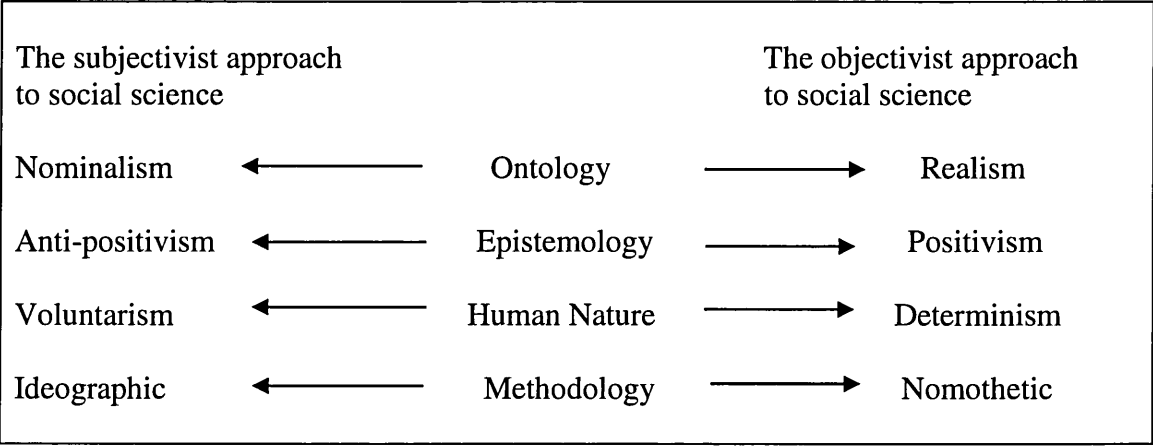 The subjectivist approach
to social science
The objectivist approach
to social science
Nominalism Ontology Realism
Anti-positivism Epistemology Positivism
Voluntarism Human Nature Determinism
Ideographic Methodology Nomothetic